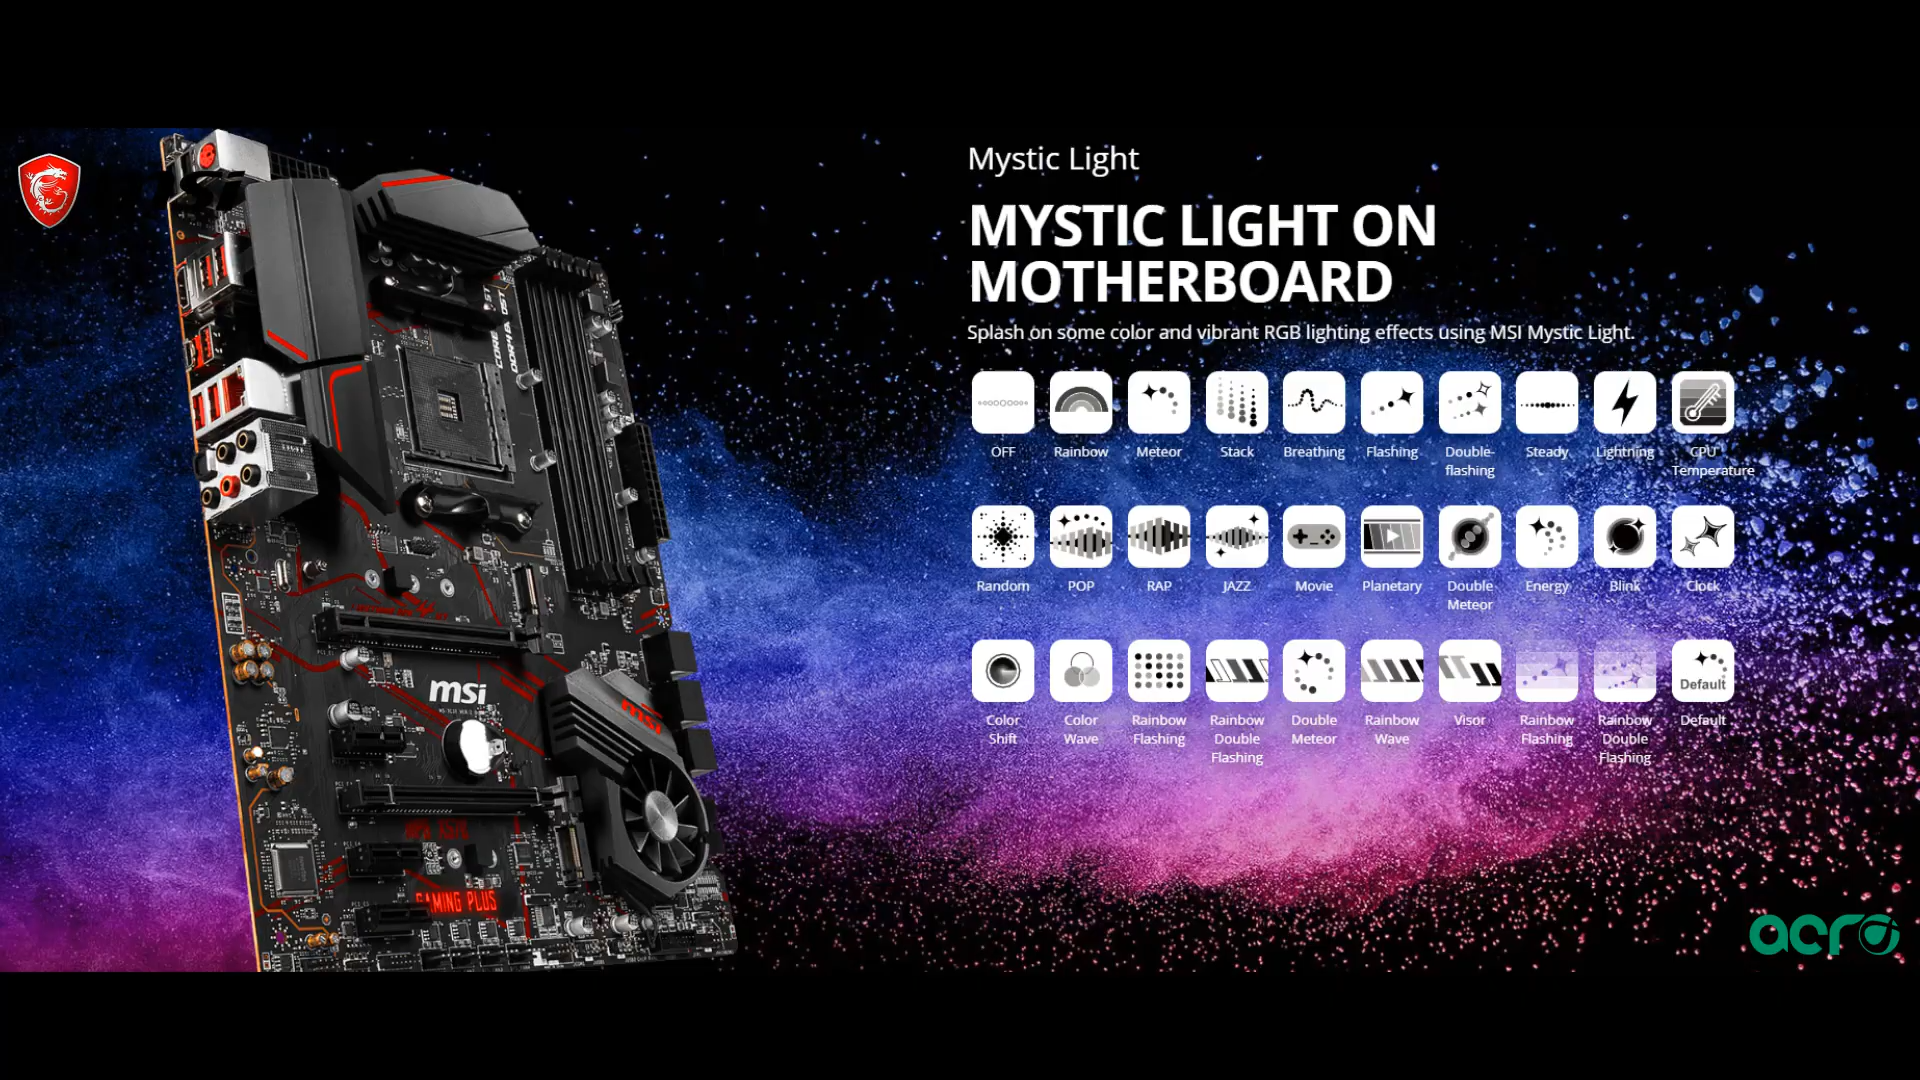 Mystic Light
MYSTIC LIGHT ON
MOTHERBOARD
Splash on some color and vibrant RGB lighting effects using MSI Mystic Light.
OFF Rainbow Meteor Stack Breathing Flashing Double-flashing Steady Lightning CPU Temperature
Random POP RAP JAZZ Movie Planetary Double Meteor Energy Blink Clock
Default
Color Shift Color Wave Rainbow Flashing Rainbow Double Flashing Double Meteor Rainbow Wave Visor Rainbow Flashing Rainbow Double Flashing Default
CORE
BOOST
msi
msi
GAMING PLUS
acro